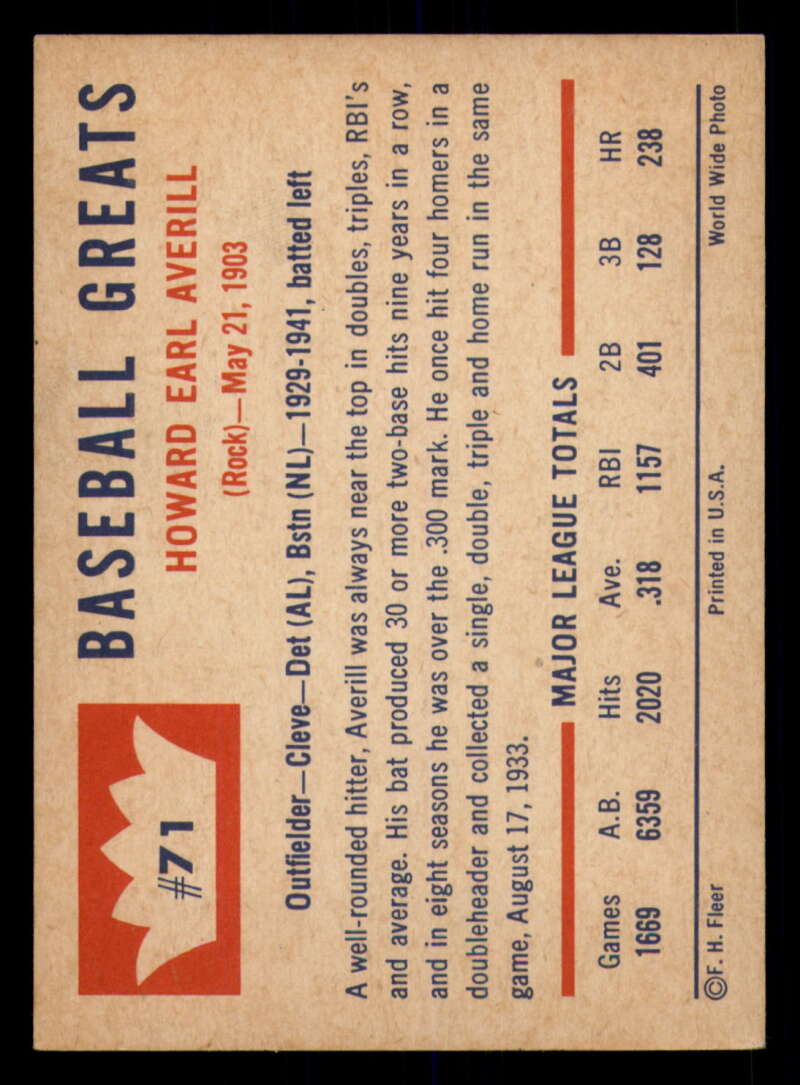 #71
BASEBALL GREATS
HOWARD EARL AVERILL
(Rock)—May 21, 1903
Outfielder—Cleve—Det (AL), Bstn (NL)—1929-1941, batted left
A well-rounded hitter, Averill was always near the top in doubles, triples, RBI's
and average. His bat produced 30 or more two-base hits nine years in a row,
and in eight seasons he was over the .300 mark. He once hit four homers in a
doubleheader and collected a single, double, triple and home run in the same
game, August 17, 1933.
MAJOR LEAGUE TOTALS
Games A.B. Hits Ave. RBI 2B 3B HR
1669 6359 2020 .318 1157 401 128 238
©F. H. Fleer Printed in U.S.A. World Wide Photo